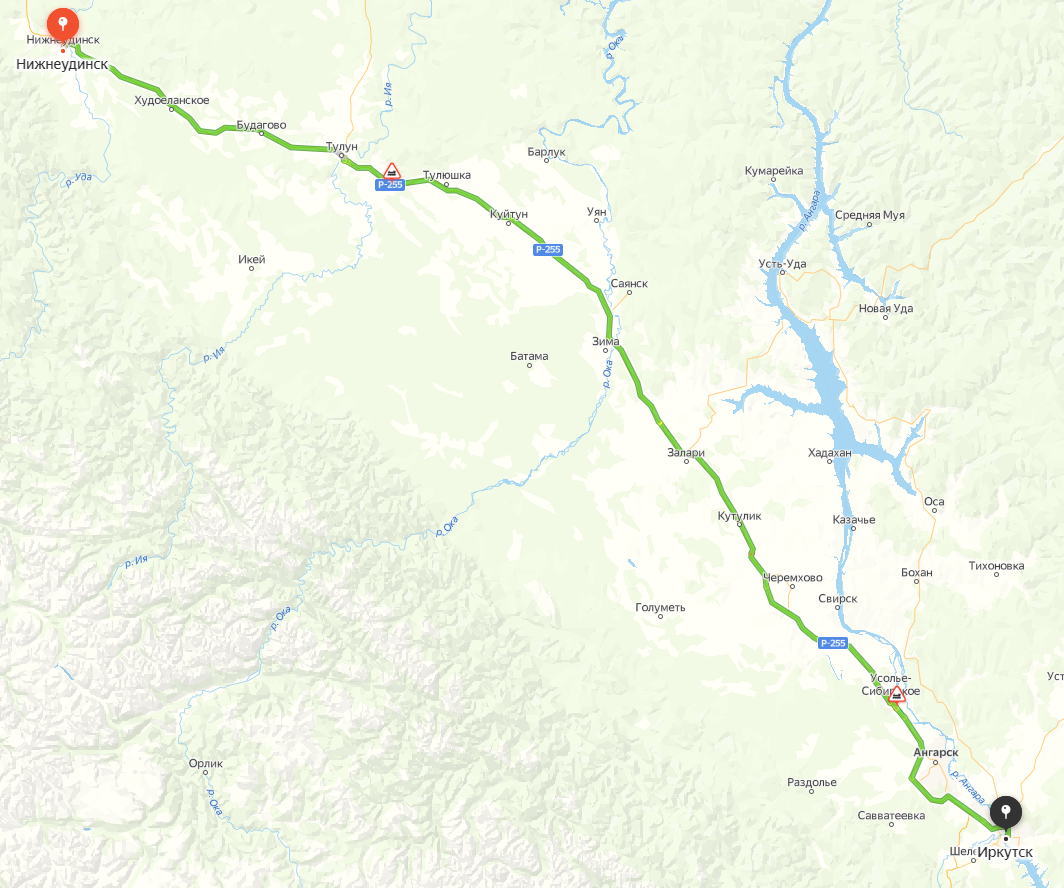 Нижнеудинск
Нижнеудинск
Худоеланское
Будагово
Тулун
р. Ия
р. Ока
р. Уда
Р-255
Тулюшка
Барлук
Кумарейка
р. Ангара
Средняя Муя
Куйтун
Уян
Р-255
Икей
Усть-Уда
Саянск
Новая Уда
р. Ия
Зима
Батама
р. Ока
Залари
Хадахан
Оса
Кутулик
Казачье
р. Ока
р. Ия
Черемхово
Бохан
Тихоновка
Голуметь
Свирск
р. Ока
Р-255
Усолье-
Сибирское
Уст
Ангарск
Орлик
р. Ока
Раздолье
р. Ангара
Савватеевка
Шеле
Иркутск